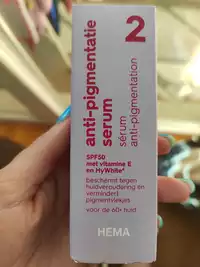 anti-pigmentatie
serum
2
sérum
anti-pigmentation
SPF50
met vitamine E
en HyWhite®
beschermt tegen
huidveroudering en
vermindert
pigmentvlekjes
voor de 60+ huid
HEMA